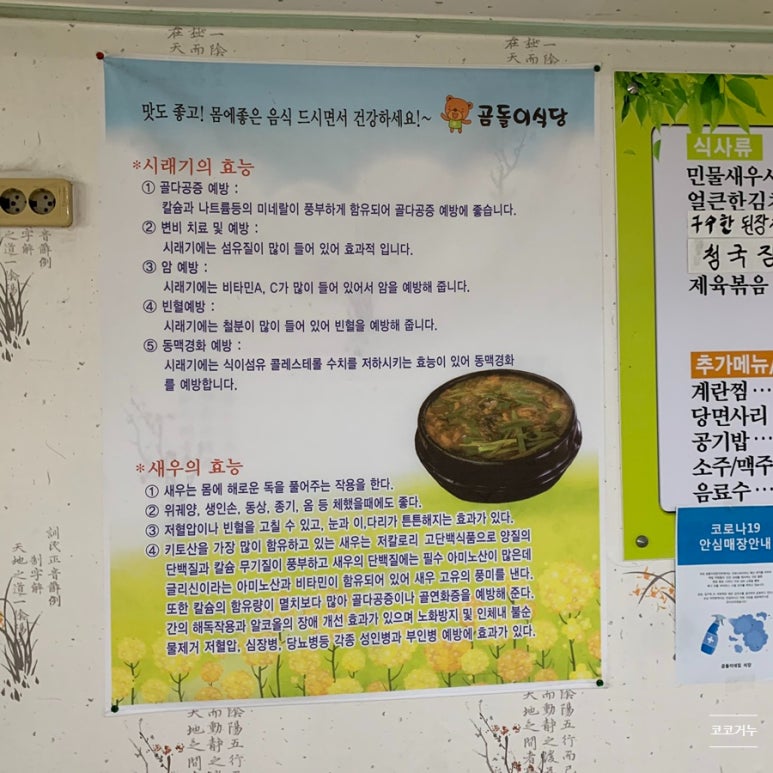 맛도 좋고! 몸에좋은 음식 드시면서 건강하세요!~ 곰돌이식당
*시래기의 효능
① 골다공증 예방 :
칼슘과 나트륨등의 미네랄이 풍부하게 함유되어 골다공증 예방에 좋습니다.
② 변비 치료 및 예방 :
시래기에는 섬유질이 많이 들어 있어 효과적 입니다.
③ 암 예방 :
시래기에는 비타민A, C가 많이 들어 있어서 암을 예방해 줍니다.
④ 빈혈예방 :
시래기에는 철분이 많이 들어 있어 빈혈을 예방해 줍니다.
⑤ 동맥경화 예방 :
시래기에는 식이섬유 콜레스테롤 수치를 저하시키는 효능이 있어 동맥경화
를 예방합니다.
*새우의 효능
① 새우는 몸에 해로운 독을 풀어주는 작용을 한다.
② 위궤양, 생인손, 동상, 종기, 옴 등 체했을때에도 좋다.
③ 저혈압이나 빈혈을 고칠 수 있고, 눈과 이,다리가 튼튼해지는 효과가 있다.
④ 키토산을 가장 많이 함유하고 있는 새우는 저칼로리 고단백식품으로 양질의
단백질과 칼슘 무기질이 풍부하고 새우의 단백질에는 필수 아미노산이 많은데
글리신이라는 아미노산과 비타민이 함유되어 있어 새우 고유의 풍미를 낸다.
또한 칼슘의 함유량이 멸치보다 많아 골다공증이나 골연화증을 예방해 준다.
간의 해독작용과 알코올의 장애 개선 효과가 있으며 노화방지 및 인체내 불순
물제거 저혈압, 심장병, 당뇨병등 각종 성인병과 부인병 예방에 효과가 있다.
식사류
민물새우시
얼큰한김치
구수한 된장
청국장
제육볶음
추가메뉴/
계란찜
당면사리
공기밥
소주/맥주
음료수
코로나19
안심매장안내
코코거누